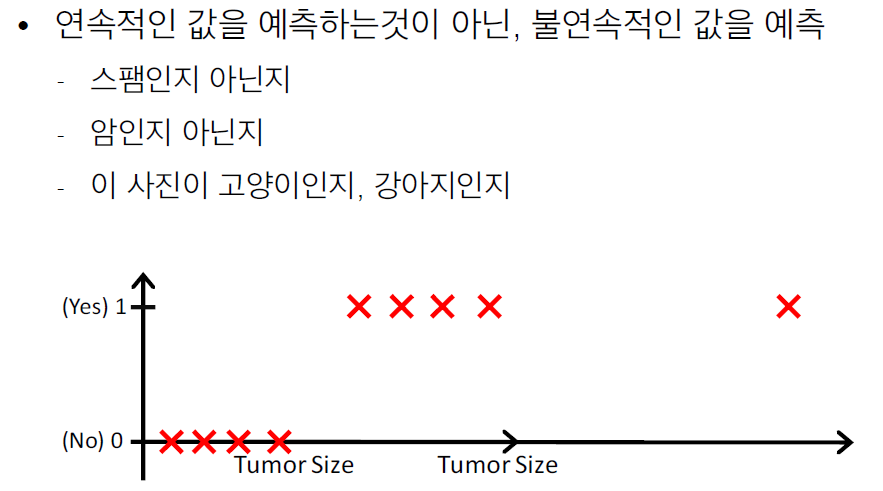 • 연속적인 값을 예측하는것이 아닌, 불연속적인 값을 예측
- 스팸인지 아닌지
- 암인지 아닌지
- 이 사진이 고양이인지, 강아지인지
(Yes) 1
(No) 0
Tumor Size Tumor Size